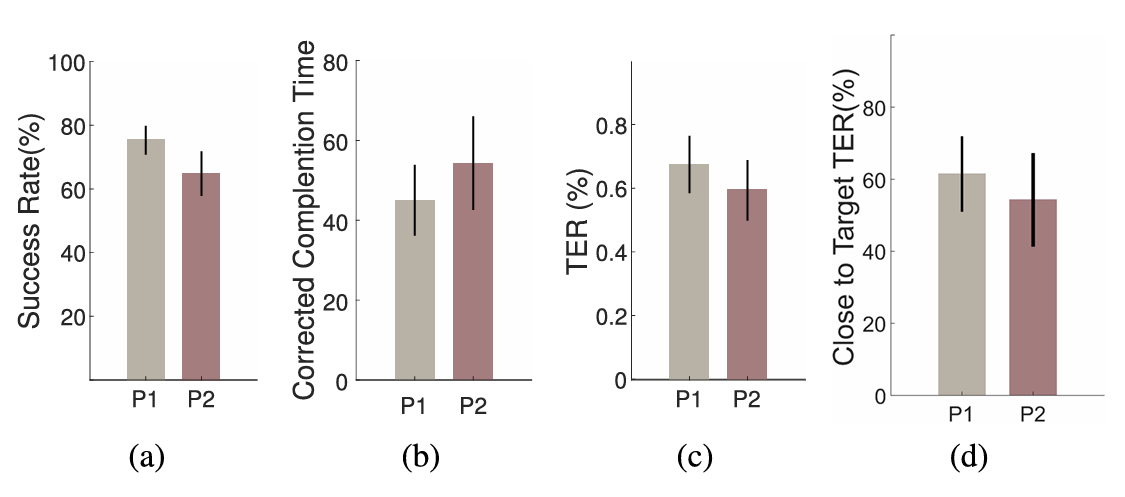 Success Rate(%)
100
80
60
40
20
P1 P2
(a)
Corrected Complention Time
80
60
40
20
0
P1 P2
(b)
TER (%)
0.8
0.6
0.4
0.2
0
P1 P2
(c)
Close to Target TER(%)
80
60
40
20
0
P1 P2
(d)